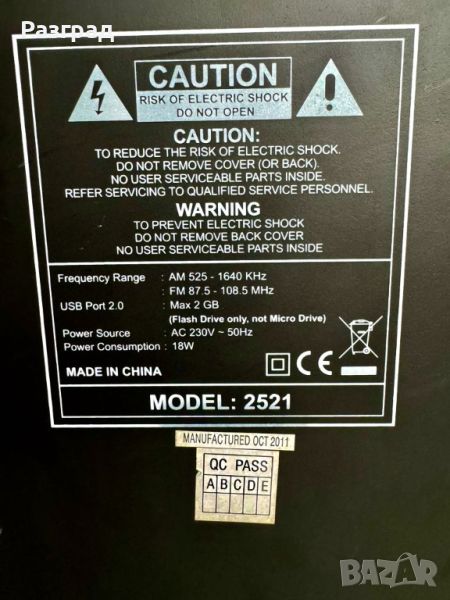 Разград
CAUTION
RISK OF ELECTRIC SHOCK
DO NOT OPEN
CAUTION:
TO REDUCE THE RISK OF ELECTRIC SHOCK.
DO NOT REMOVE COVER (OR BACK).
NO USER SERVICEABLE PARTS INSIDE.
REFER SERVICING TO QUALIFIED SERVICE PERSONNEL.
WARNING
TO PREVENT ELECTRIC SHOCK
DO NOT REMOVE BACK COVER
NO USER SERVICEABLE PARTS INSIDE
Frequency Range : AM 525 - 1640 KHz
: FM 87.5 - 108.5 MHz
USB Port 2.0 : Max 2 GB
(Flash Drive only, not Micro Drive)
Power Source : AC 230V ~ 50Hz
Power Consumption : 18W
MADE IN CHINA
CE
MODEL: 2521
MANUFACTURED OCT 2011
QC PASS
A B C D E
BAZAR